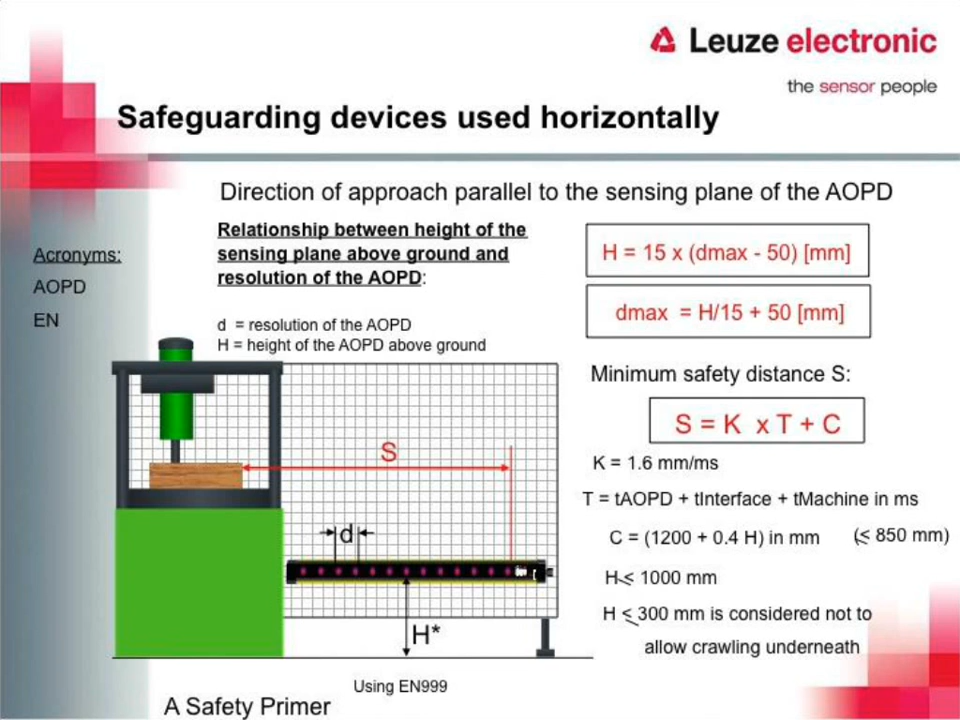 Leuze electronic
the sensor people
Safeguarding devices used horizontally
Direction of approach parallel to the sensing plane of the AOPD
Acronyms:
AOPD
EN
Relationship between height of the
sensing plane above ground and
resolution of the AOPD:
d = resolution of the AOPD
H = height of the AOPD above ground
H = 15 x (dmax - 50) [mm]
dmax = H/15 + 50 [mm]
Minimum safety distance S:
S = K x T + C
K = 1.6 mm/ms
T = tAOPD + tInterface + tMachine in ms
C = (1200 + 0.4 H) in mm (≤ 850 mm)
H ≤ 1000 mm
H ≤ 300 mm is considered not to
allow crawling underneath
S
d
H*
Using EN999
A Safety Primer